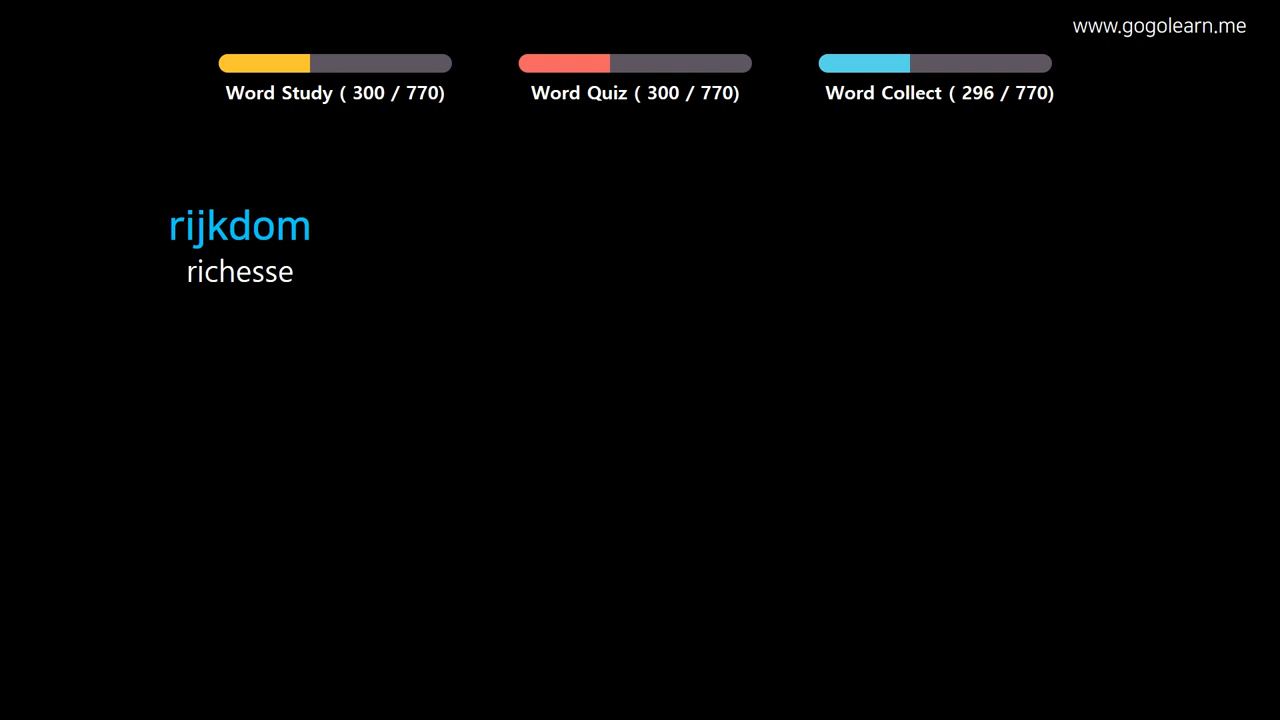 www.gogolearn.me
Word Study ( 300 / 770)
Word Quiz ( 300 / 770)
Word Collect ( 296 / 770)
rijkdom
richesse